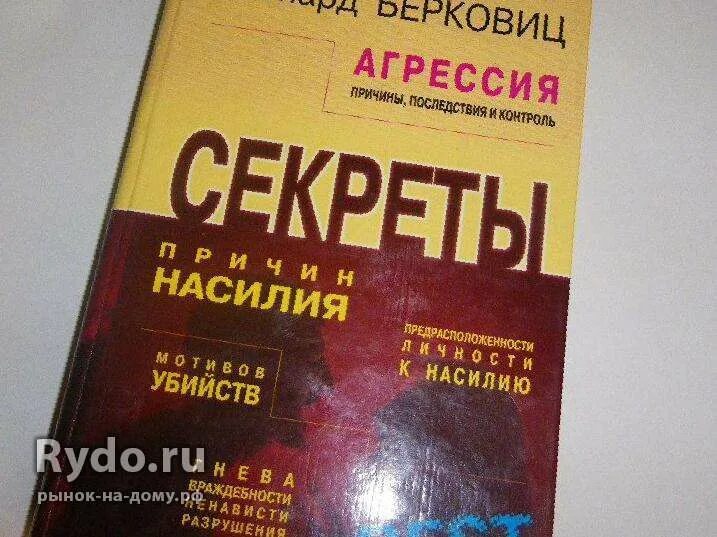 БЕРКОВИЦ
АГРЕССИЯ
ПРИЧИНЫ, ПОСЛЕДСТВИЯ И КОНТРОЛЬ
СЕКРЕТЫ
ПРИЧИН
НАСИЛИЯ
ПРЕДРАСПОЛОЖЕННОСТИ
ЛИЧНОСТИ
К НАСИЛИЮ
МОТИВОВ
УБИЙСТВ
ГНЕВА
ВРАЖДЕБНОСТИ
НЕНАВИСТИ
РАЗРУШЕНИЯ
Rydo.ru
рынок-на-дому.рф